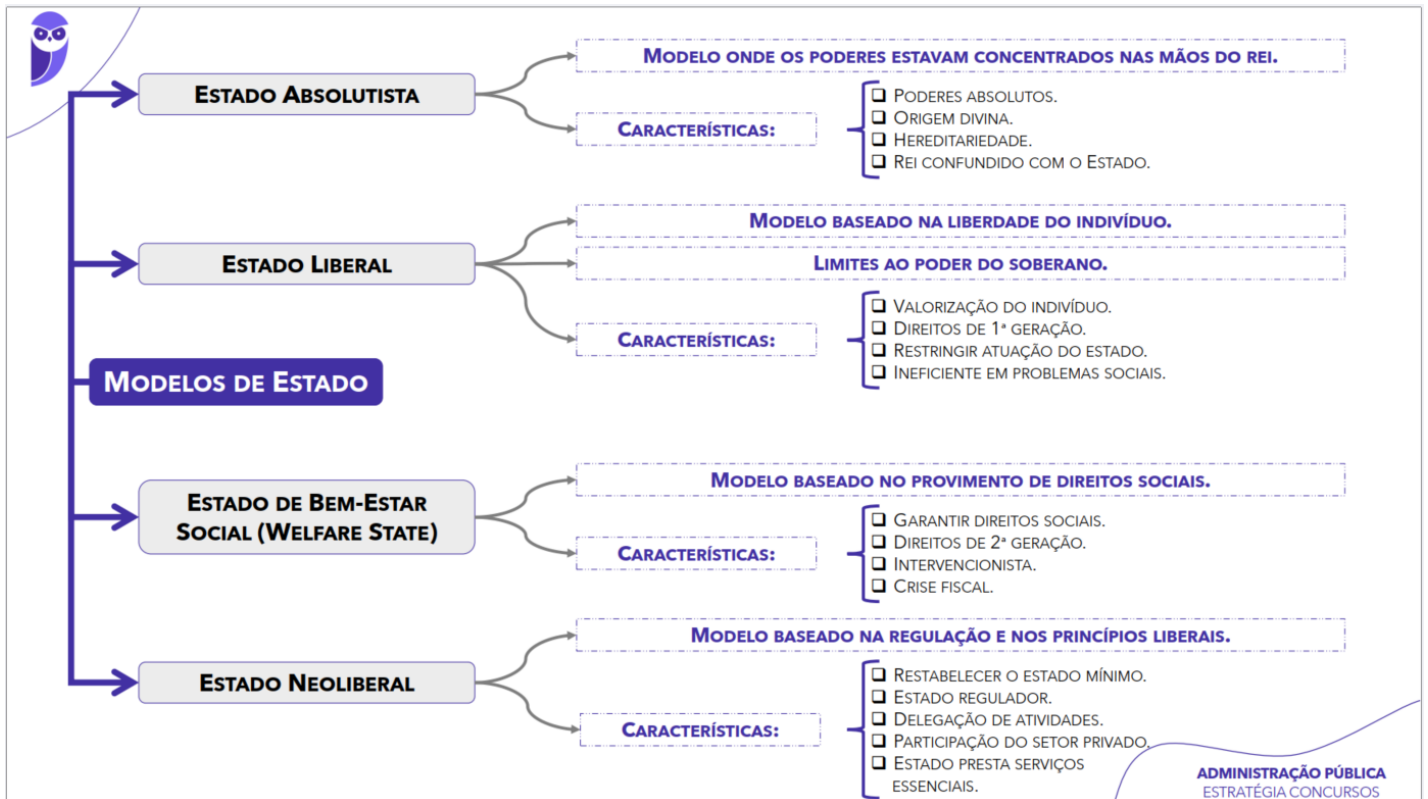 Estado Absolutista
Modelo onde os poderes estavam concentrados nas mãos do rei.
Características:
Poderes absolutos.
Origem divina.
Hereditariedade.
Rei confundido com o Estado.
Estado Liberal
Modelo baseado na liberdade do indivíduo.
Limites ao poder do soberano.
Características:
Valorização do indivíduo.
Direitos de 1ª geração.
Restringir atuação do estado.
Ineficiente em problemas sociais.
Modelos de Estado
Estado de Bem-Estar
Social (Welfare State)
Modelo baseado no provimento de direitos sociais.
Características:
Garantir direitos sociais.
Direitos de 2ª geração.
Intervencionista.
Crise fiscal.
Estado Neoliberal
Modelo baseado na regulação e nos princípios liberais.
Características:
Restabelecer o estado mínimo.
Estado regulador.
Delegação de atividades.
Participação do setor privado.
Estado presta serviços
essenciais.
ADMINISTRAÇÃO PÚBLICA
ESTRATÉGIA CONCURSOS